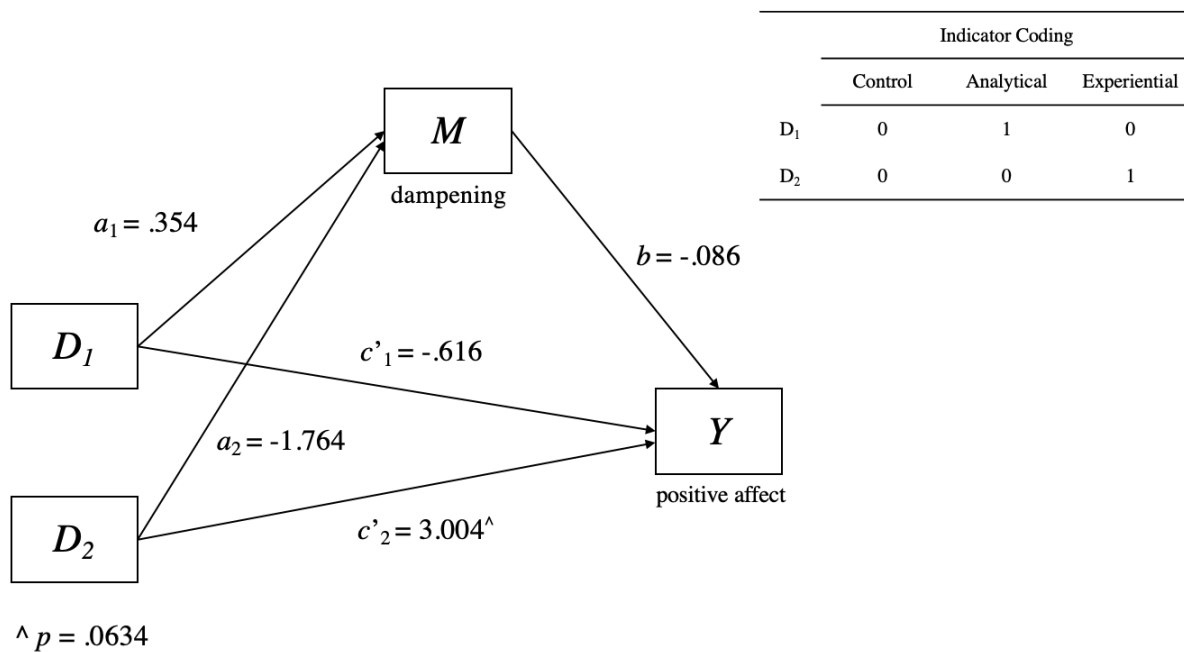 Indicator Coding
Control Analytical Experiential
D₁ 0 1 0
D₂ 0 0 1
M
dampening
a₁ = .354
b = -.086
D₁
c’₁ = -.616
a₂ = -1.764
Y
positive affect
D₂
c’₂ = 3.004^
^ p = .0634